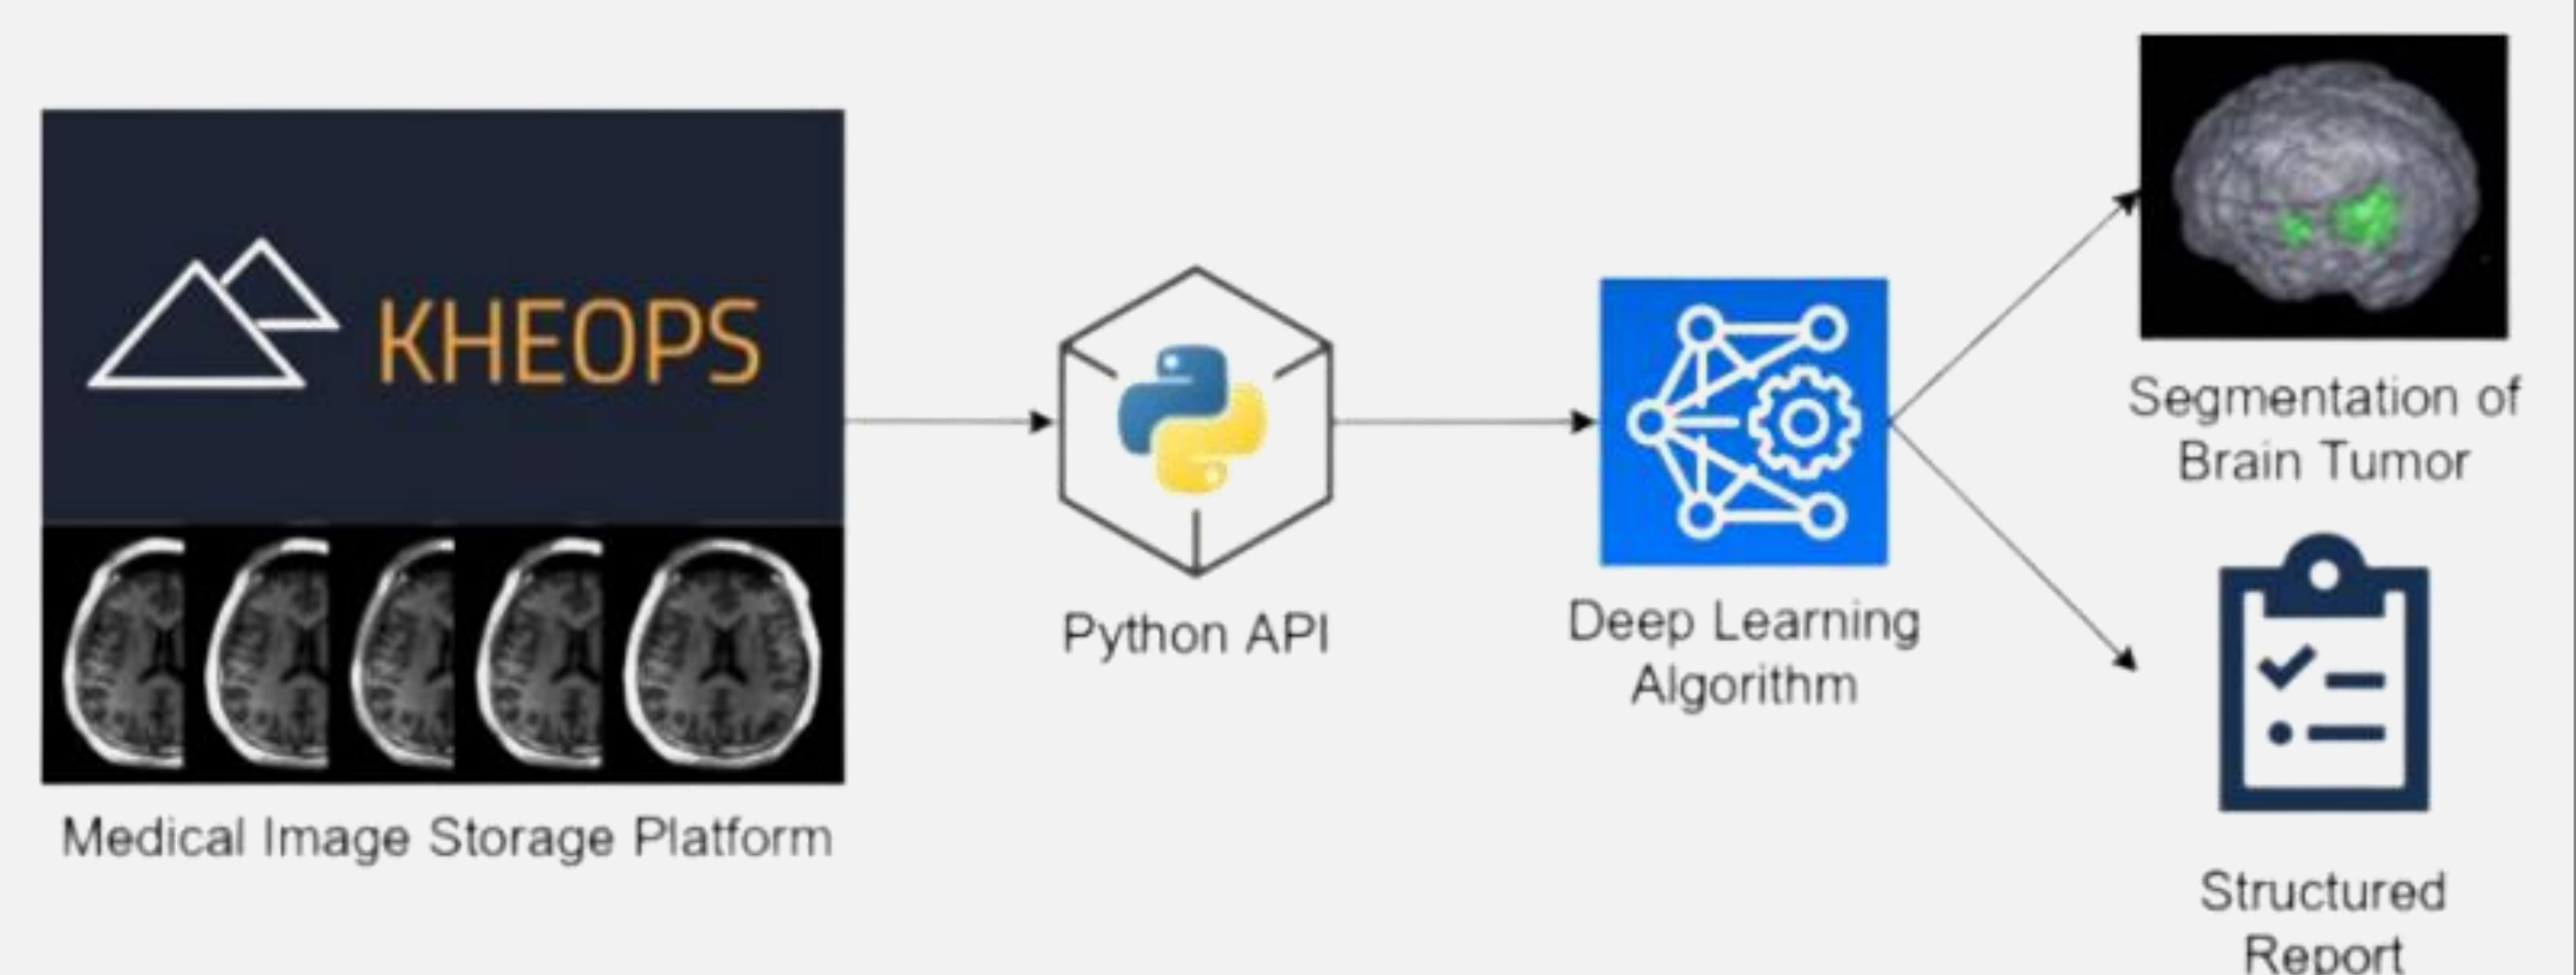 KHEOPS
Medical Image Storage Platform
Python API
Deep Learning
Algorithm
Segmentation of
Brain Tumor
Structured
Report